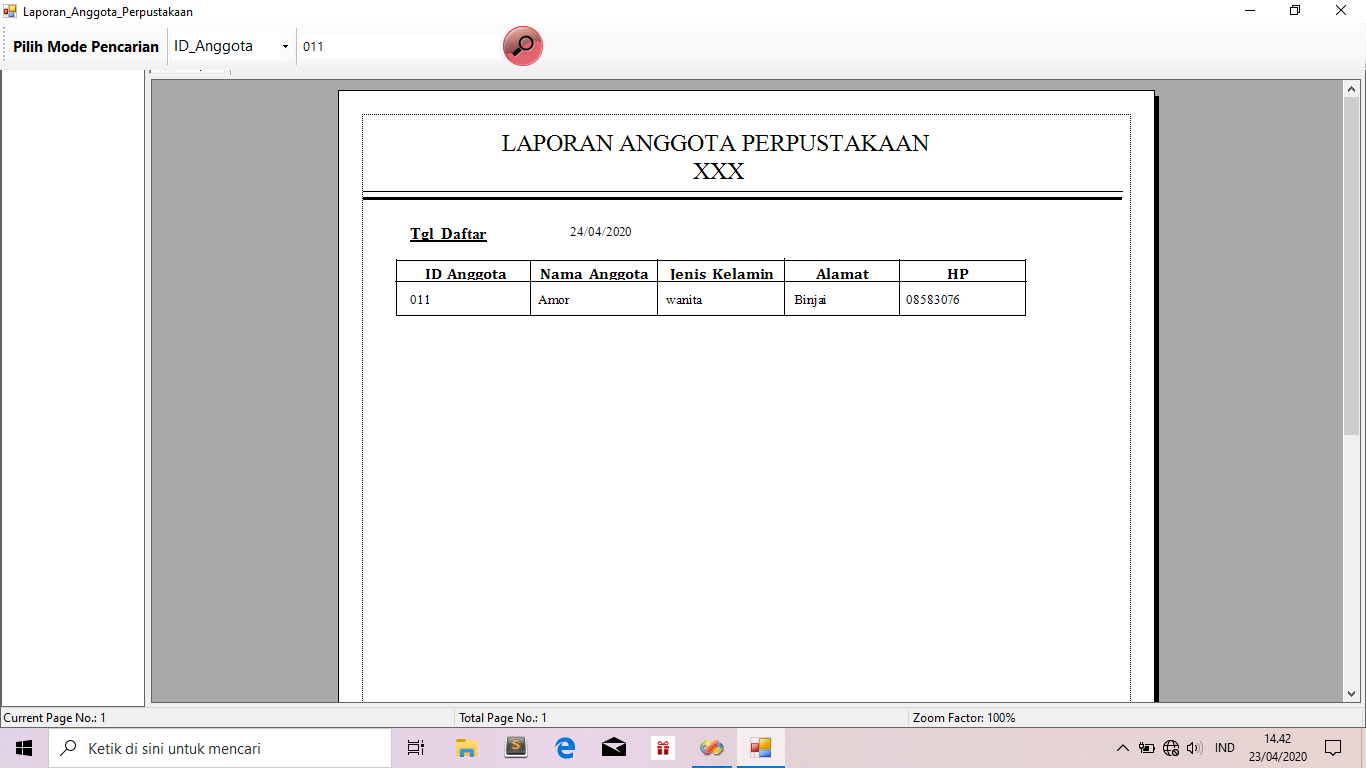 Laporan_Anggota_Perpustakaan
Pilih Mode Pencarian ID_Anggota 011
LAPORAN ANGGOTA PERPUSTAKAAN
XXX
Tgl Daftar 24/04/2020
ID Anggota Nama Anggota Jenis Kelamin Alamat HP
011 Amor wanita Binjai 08583076
Current Page No.: 1 Total Page No.: 1 Zoom Factor: 100%
Ketik di sini untuk mencari S IND 14.42
23/04/2020